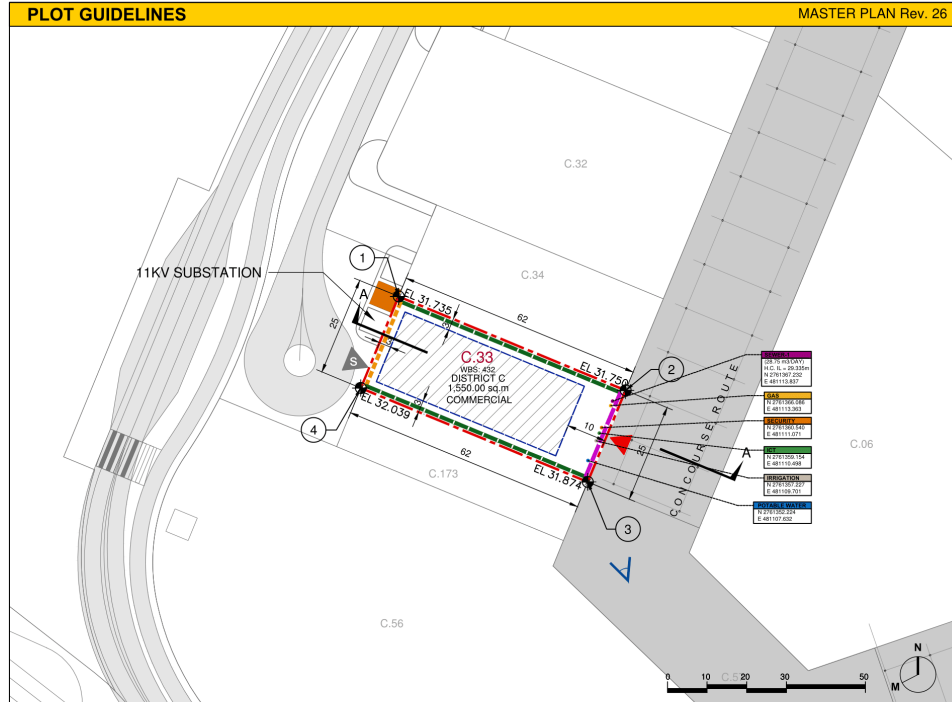 PLOT GUIDELINES
MASTER PLAN Rev. 26
C.32
11KV SUBSTATION
1
C.34
A
EL 31.735
62
25
3
S
C.33
WBS: 432
DISTRICT C
1,550.00 sq.m
COMMERCIAL
EL 31.750
2
SEWER-1
(28.75 m3/DAY)
H.C. IL = 29.335m
N 2761367.232
E 481113.837
GAS
N 2761366.086
E 481113.363
SECURITY
N 2761360.540
E 481111.071
ICT
N 2761359.154
E 481110.498
IRRIGATION
N 2761357.227
E 481109.701
POTABLE WATER
N 2761352.224
E 481107.632
CONCOURSE ROUTE
C.06
10
25
A
EL 32.039
3
4
62
C.173
EL 31.874
3
C.56
N
M
0 10 20 30 50